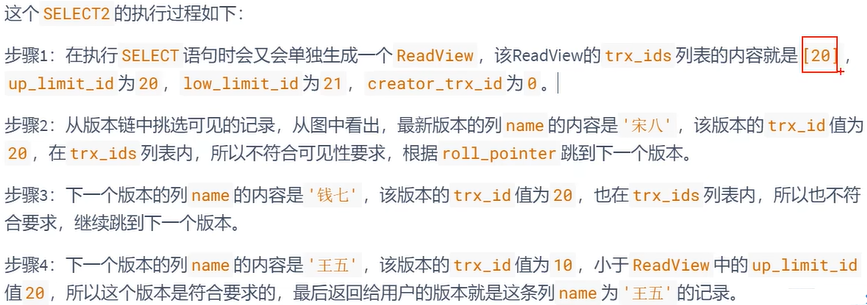 这个 SELECT2 的执行过程如下：
步骤1：在执行 SELECT 语句时会又会单独生成一个 ReadView ，该ReadView的 trx_ids 列表的内容就是 [20] ，
up_limit_id 为 20 ， low_limit_id 为 21 ， creator_trx_id 为 0 。
步骤2：从版本链中挑选可见的记录，从图中看出，最新版本的列 name 的内容是 '宋八' ，该版本的 trx_id 值为
20 ，在 trx_ids 列表内，所以不符合可见性要求，根据 roll_pointer 跳到下一个版本。
步骤3：下一个版本的列 name 的内容是 '钱七' ，该版本的 trx_id 值为 20 ，也在 trx_ids 列表内，所以也不符
合要求，继续跳到下一个版本。
步骤4：下一个版本的列 name 的内容是 '王五' ，该版本的 trx_id 值为 10 ，小于 ReadView 中的 up_limit_id
值 20 ，所以这个版本是符合要求的，最后返回给用户的版本就是这条列 name 为 '王五' 的记录。